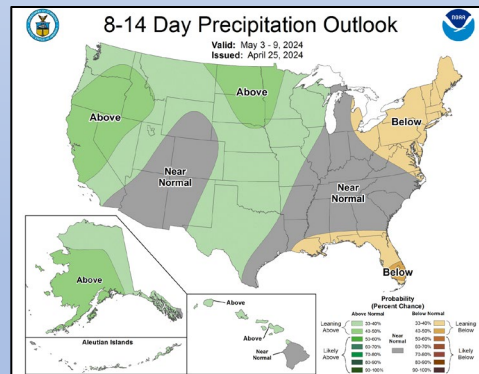 8-14 Day Precipitation Outlook
Valid: May 3 - 9, 2024
Issued: April 25, 2024
NOAA
Above
Above
Below
Near
Normal
Near
Normal
Below
Above
Aleutian Islands
Above
Above
Near
Normal
Probability
(Percent Chance)
Above Normal
Below Normal
Leaning
Above
33-40%
40-50%
Near
Normal
33-40%
40-50%
Leaning
Below
Likely
Above
50-60%
60-70%
70-80%
80-90%
90-100%
50-60%
60-70%
70-80%
80-90%
90-100%
Likely
Below